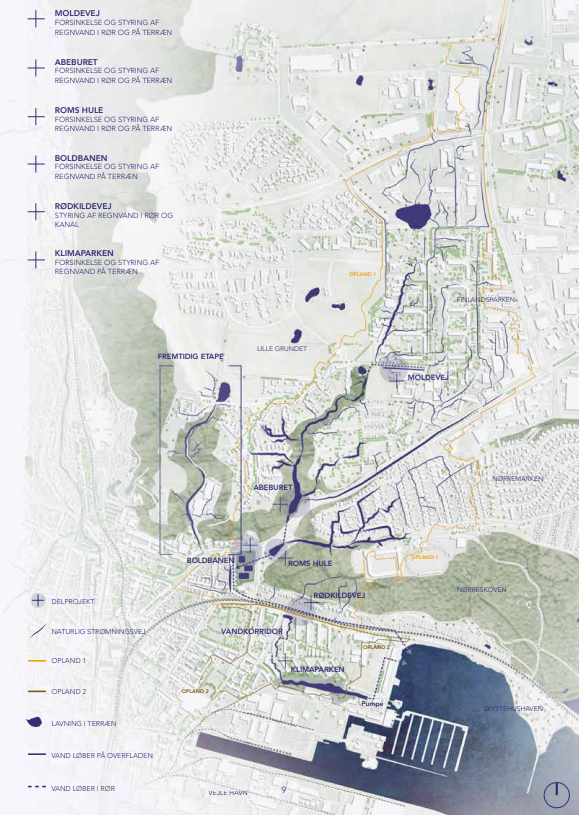 MOLDEVEJ
FORSINKELSE OG STYRING AF
REGNVAND I RØR OG PÅ TERRÆN
ABEBURET
FORSINKELSE OG STYRING AF
REGNVAND I RØR OG PÅ TERRÆN
ROMS HULE
FORSINKELSE OG STYRING AF
REGNVAND I RØR OG PÅ TERRÆN
BOLDBANEN
FORSINKELSE OG STYRING AF
REGNVAND PÅ TERRÆN
RØDKILDEVEJ
STYRING AF REGNVAND I RØR OG
KANAL
KLIMAPARKEN
FORSINKELSE OG STYRING AF
REGNVAND PÅ TERRÆN
OPLAND 1
FINLANDSPARKEN
LILLE GRUNDET
FREMTIDIG ETAPE
MOLDEVEJ
NØRREMARKEN
ABEBURET
BOLDBANEN
ROMS HULE
OPLAND 1
NØRRESKOVEN
RØDKILDEVEJ
VANDKORRIDOR
OPLAND 2
KLIMAPARKEN
OPLAND 2
Pumpe
SKYTTEHUSHAVEN
VEJLE HAVN
DELPROJEKT
NATURLIG STRØMNINGSVEJ
OPLAND 1
OPLAND 2
LAVNING I TERRÆN
VAND LØBER PÅ OVERFLADEN
VAND LØBER I RØR
9